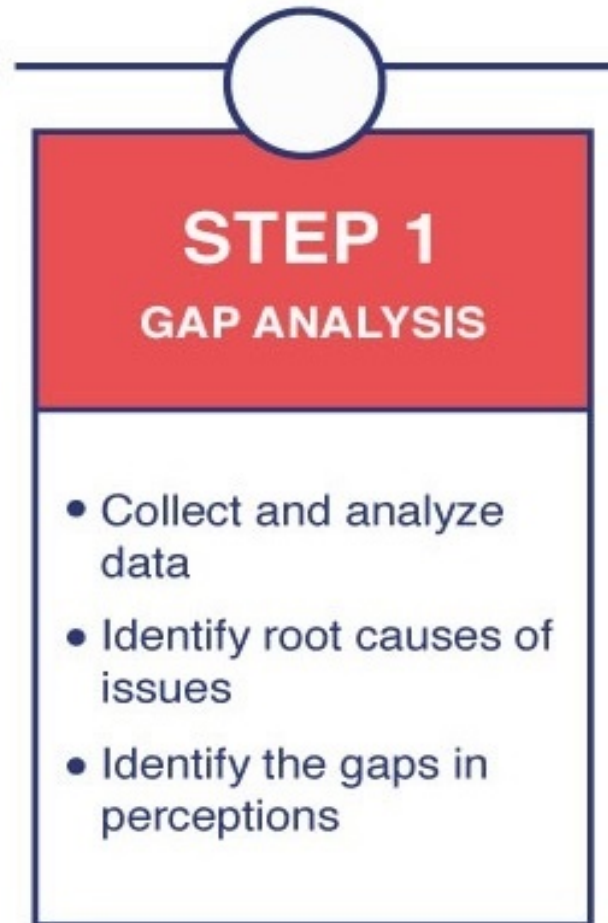 STEP 1
GAP ANALYSIS
• Collect and analyze
data
• Identify root causes of
issues
• Identify the gaps in
perceptions